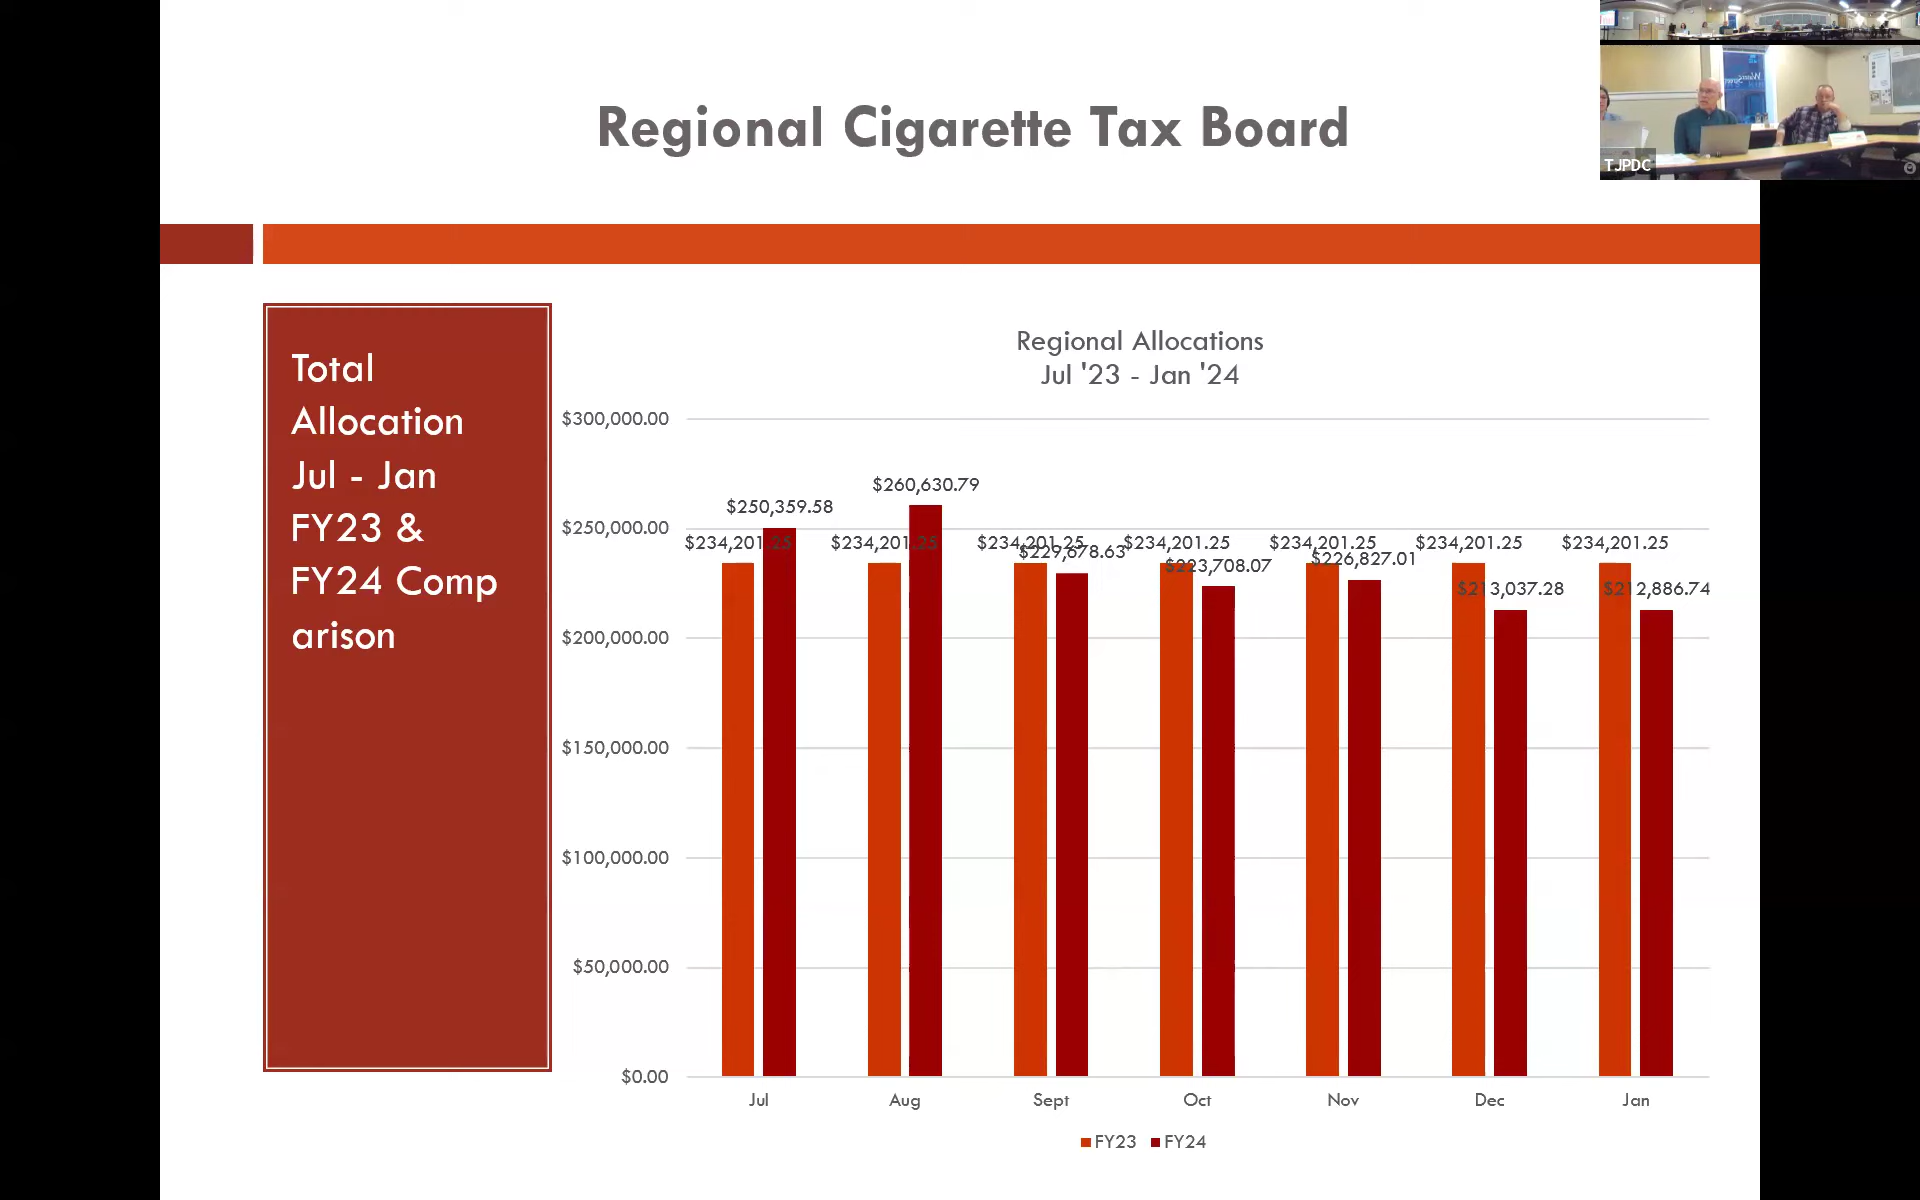 Regional Cigarette Tax Board
TJPDC
Total
Allocation
Jul - Jan
FY23 &
FY24 Comp
arison
Regional Allocations
Jul '23 - Jan '24
$300,000.00
$250,000.00
$200,000.00
$150,000.00
$100,000.00
$50,000.00
$0.00
$234,201.25
$250,359.58
$234,201.25
$260,630.79
$234,201.25
$229,678.63
$234,201.25
$223,708.07
$234,201.25
$226,827.01
$234,201.25
$213,037.28
$234,201.25
$212,886.74
Jul Aug Sept Oct Nov Dec Jan
FY23 FY24